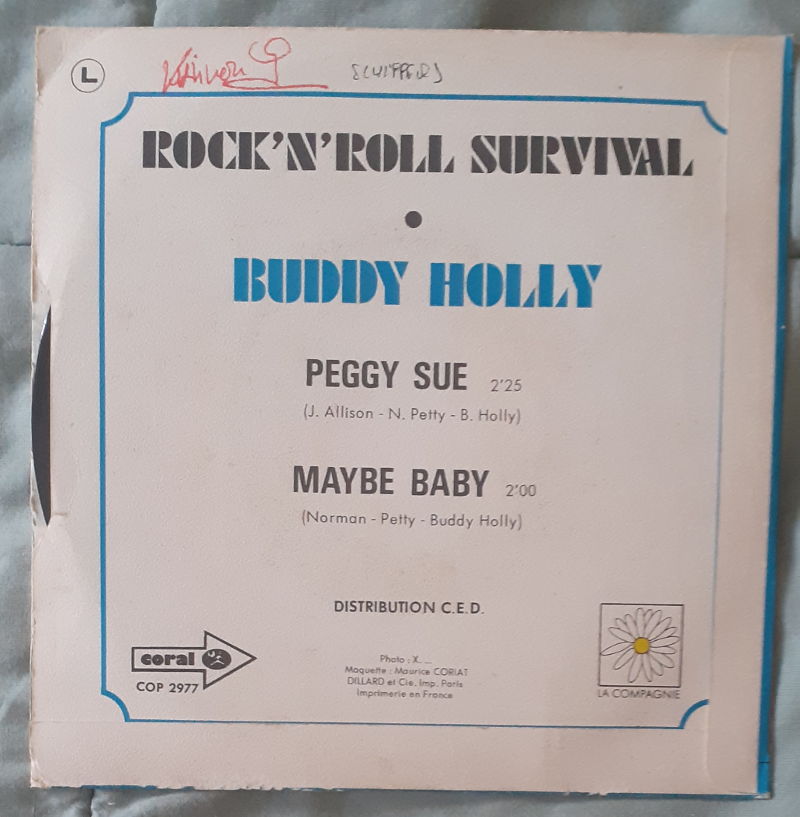 L
ROCK'N'ROLL SURVIVAL
BUDDY HOLLY
PEGGY SUE 2'25
(J. Allison - N. Petty - B. Holly)
MAYBE BABY 2'00
(Norman - Petty - Buddy Holly)
DISTRIBUTION C.E.D.
coral
COP 2977
Photo : X. ...
Maquette : Maurice CORIAT
DILLARD et Cie. Imp. Paris
Imprimerie en France
LA COMPAGNIE